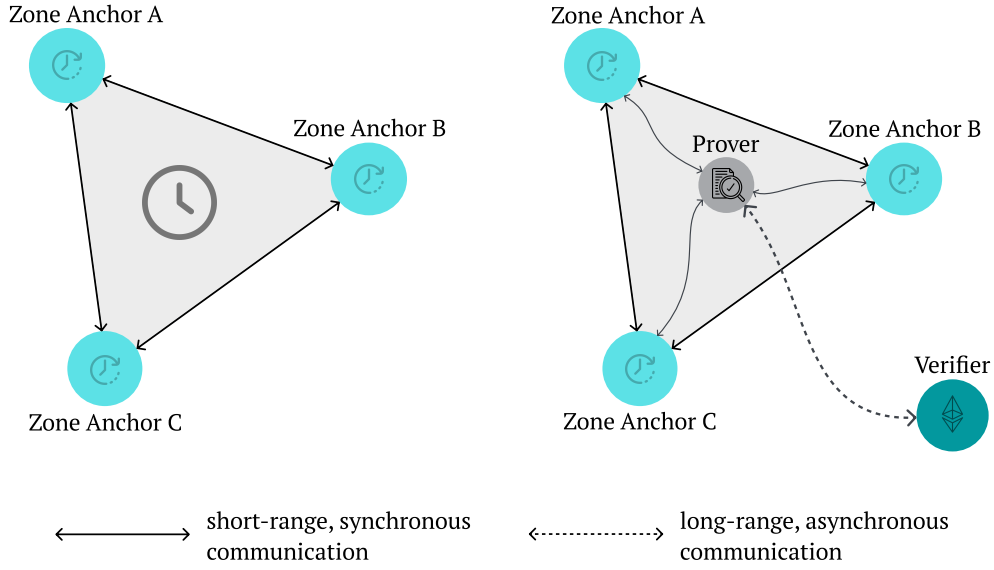 Zone Anchor A
Zone Anchor B
Zone Anchor C
Zone Anchor A
Zone Anchor B
Prover
Verifier
Zone Anchor C
short-range, synchronous
communication
long-range, asynchronous
communication